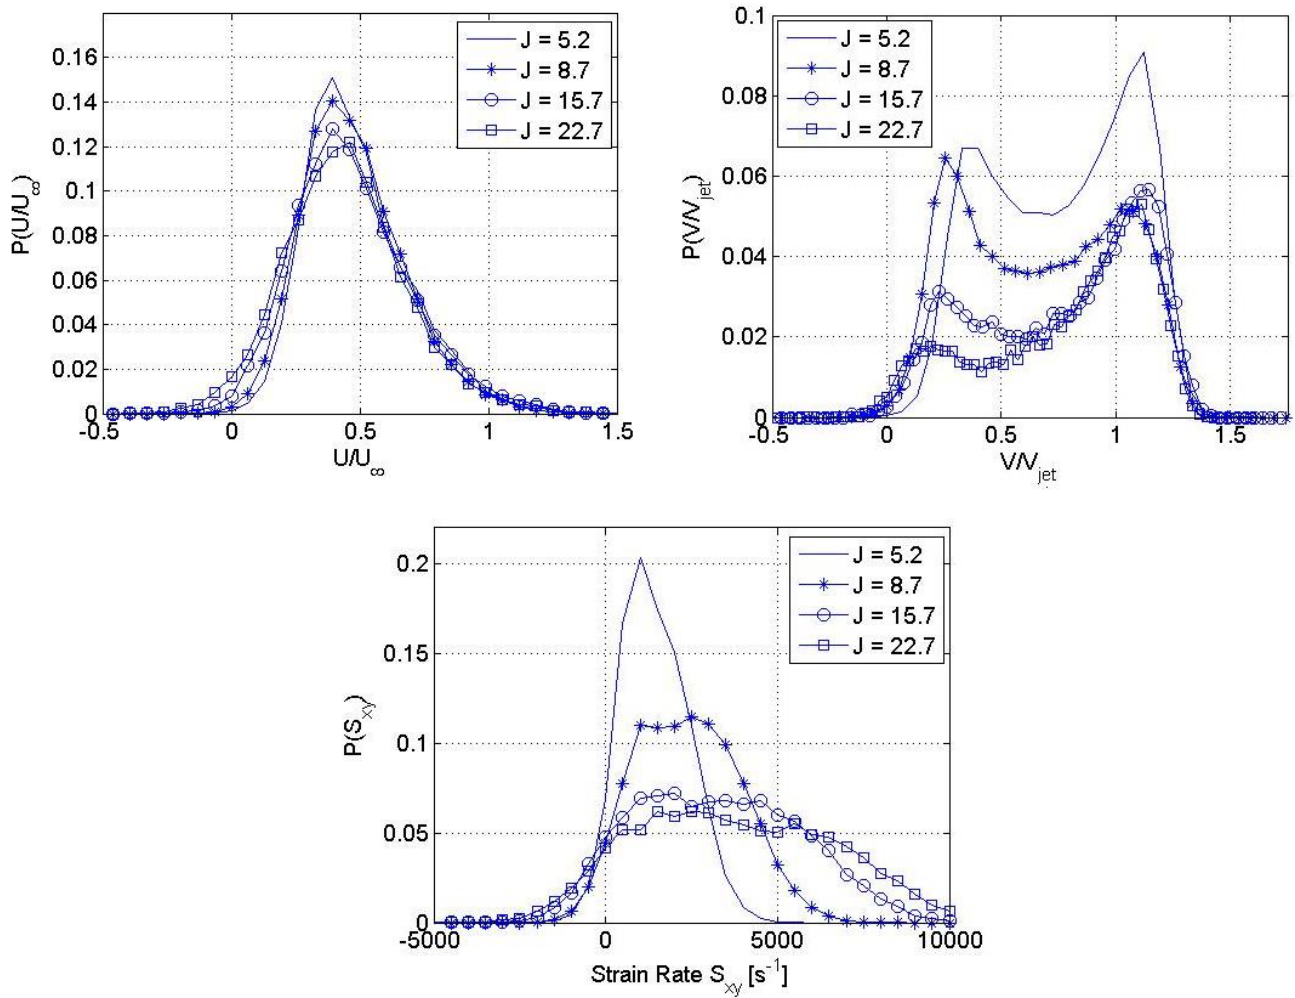 0.16
0.14
0.12
0.1
0.08
0.06
0.04
0.02
0
P(U/U∞)
-0.5
0
0.5
1
1.5
U/U∞
J = 5.2
J = 8.7
J = 15.7
J = 22.7
0.1
0.08
0.06
0.04
0.02
0
P(V/Vjet)
-0.5
0
0.5
1
1.5
V/Vjet
J = 5.2
J = 8.7
J = 15.7
J = 22.7
0.2
0.15
0.1
0.05
0
P(Sxy)
-5000
0
5000
10000
Strain Rate Sxy [s-1]
J = 5.2
J = 8.7
J = 15.7
J = 22.7